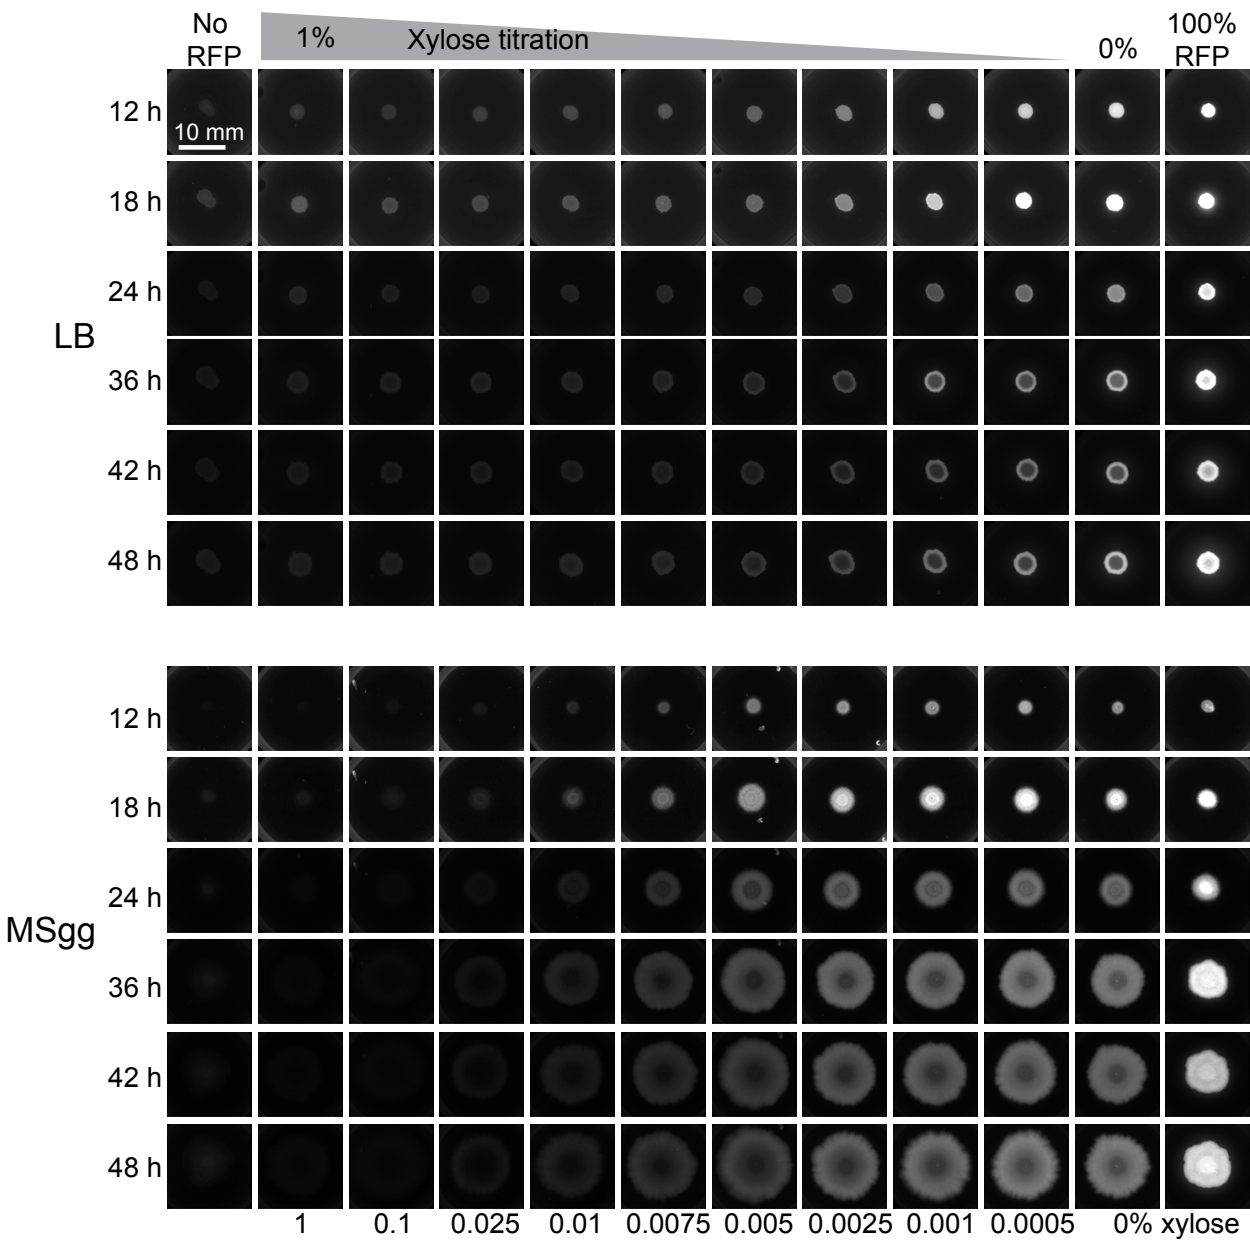 No
RFP
1%
Xylose titration
0%
100%
RFP
12 h
10 mm
18 h
24 h
LB
36 h
42 h
48 h
12 h
18 h
24 h
MSgg
36 h
42 h
48 h
1 0.1 0.025 0.01 0.0075 0.005 0.0025 0.001 0.0005 0% xylose